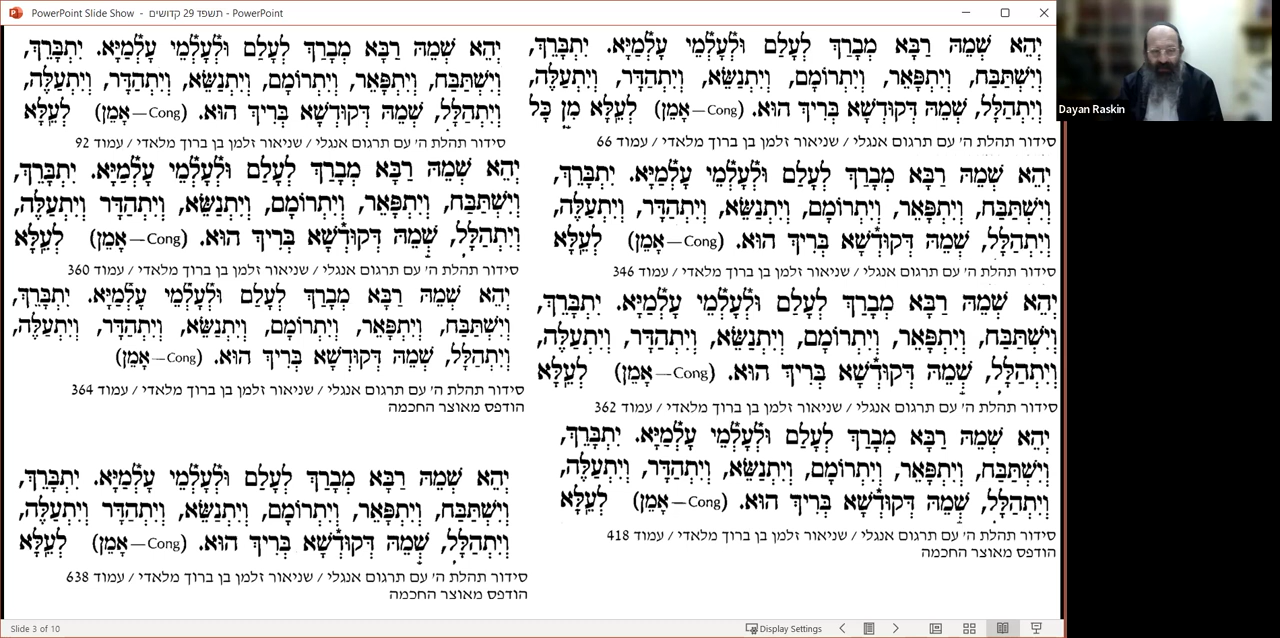 PowerPoint Slide Show - תשפד 29 קדושים - PowerPoint
יְהֵא שְׁמֵהּ רַבָּא מְבָרַךְ לְעָלַם וּלְעָלְמֵי עָלְמַיָּא. יִתְבָּרֵךְ,
וְיִשְׁתַּבַּח, וְיִתְפָּאֵר, וְיִתְרוֹמַם, וְיִתְנַשֵּׂא, וְיִתְהַדָּר, וְיִתְעַלֶּה,
וְיִתְהַלָּל, שְׁמֵהּ דְּקוּדְשָׁא בְּרִיךְ הוּא. (Cong—אָמֵן) לְעֵלָּא מִן כָּל
סידור תהלת ה' עם תרגום אנגלי / שניאור זלמן בן ברוך מלאדי / עמוד 66
יְהֵא שְׁמֵהּ רַבָּא מְבָרַךְ לְעָלַם וּלְעָלְמֵי עָלְמַיָּא. יִתְבָּרֵךְ,
וְיִשְׁתַּבַּח, וְיִתְפָּאֵר, וְיִתְרוֹמַם, וְיִתְנַשֵּׂא, וְיִתְהַדָּר, וְיִתְעַלֶּה,
וְיִתְהַלָּל, שְׁמֵהּ דְּקוּדְשָׁא בְּרִיךְ הוּא. (Cong—אָמֵן) לְעֵלָּא
סידור תהלת ה' עם תרגום אנגלי / שניאור זלמן בן ברוך מלאדי / עמוד 346
יְהֵא שְׁמֵהּ רַבָּא מְבָרַךְ לְעָלַם וּלְעָלְמֵי עָלְמַיָּא. יִתְבָּרֵךְ,
וְיִשְׁתַּבַּח, וְיִתְפָּאֵר, וְיִתְרוֹמַם, וְיִתְנַשֵּׂא, וְיִתְהַדָּר, וְיִתְעַלֶּה,
וְיִתְהַלָּל, שְׁמֵהּ דְּקוּדְשָׁא בְּרִיךְ הוּא. (Cong—אָמֵן) לְעֵלָּא
סידור תהלת ה' עם תרגום אנגלי / שניאור זלמן בן ברוך מלאדי / עמוד 362
יְהֵא שְׁמֵהּ רַבָּא מְבָרַךְ לְעָלַם וּלְעָלְמֵי עָלְמַיָּא. יִתְבָּרֵךְ,
וְיִשְׁתַּבַּח, וְיִתְפָּאֵר, וְיִתְרוֹמַם, וְיִתְנַשֵּׂא, וְיִתְהַדָּר, וְיִתְעַלֶּה,
וְיִתְהַלָּל, שְׁמֵהּ דְּקוּדְשָׁא בְּרִיךְ הוּא. (Cong—אָמֵן) לְעֵלָּא
סידור תהלת ה' עם תרגום אנגלי / שניאור זלמן בן ברוך מלאדי / עמוד 418
הודפס מאוצר החכמה
יְהֵא שְׁמֵהּ רַבָּא מְבָרַךְ לְעָלַם וּלְעָלְמֵי עָלְמַיָּא. יִתְבָּרֵךְ,
וְיִשְׁתַּבַּח, וְיִתְפָּאֵר, וְיִתְרוֹמַם, וְיִתְנַשֵּׂא, וְיִתְהַדָּר, וְיִתְעַלֶּה,
וְיִתְהַלָּל, שְׁמֵהּ דְּקוּדְשָׁא בְּרִיךְ הוּא. (Cong—אָמֵן) לְעֵלָּא
סידור תהלת ה' עם תרגום אנגלי / שניאור זלמן בן ברוך מלאדי / עמוד 92
יְהֵא שְׁמֵהּ רַבָּא מְבָרַךְ לְעָלַם וּלְעָלְמֵי עָלְמַיָּא. יִתְבָּרֵךְ,
וְיִשְׁתַּבַּח, וְיִתְפָּאֵר, וְיִתְרוֹמַם, וְיִתְנַשֵּׂא, וְיִתְהַדָּר וְיִתְעַלֶּה,
וְיִתְהַלָּל, שְׁמֵהּ דְּקוּדְשָׁא בְּרִיךְ הוּא. (Cong—אָמֵן) לְעֵלָּא
סידור תהלת ה' עם תרגום אנגלי / שניאור זלמן בן ברוך מלאדי / עמוד 360
יְהֵא שְׁמֵהּ רַבָּא מְבָרַךְ לְעָלַם וּלְעָלְמֵי עָלְמַיָּא. יִתְבָּרֵךְ,
וְיִשְׁתַּבַּח, וְיִתְפָּאֵר, וְיִתְרוֹמַם, וְיִתְנַשֵּׂא, וְיִתְהַדָּר, וְיִתְעַלֶּה,
וְיִתְהַלָּל, שְׁמֵהּ דְּקוּדְשָׁא בְּרִיךְ הוּא. (Cong—אָמֵן)
סידור תהלת ה' עם תרגום אנגלי / שניאור זלמן בן ברוך מלאדי / עמוד 364
הודפס מאוצר החכמה
יְהֵא שְׁמֵהּ רַבָּא מְבָרַךְ לְעָלַם וּלְעָלְמֵי עָלְמַיָּא. יִתְבָּרֵךְ,
וְיִשְׁתַּבַּח, וְיִתְפָּאֵר, וְיִתְרוֹמַם, וְיִתְנַשֵּׂא, וְיִתְהַדָּר וְיִתְעַלֶּה,
וְיִתְהַלָּל, שְׁמֵהּ דְּקוּדְשָׁא בְּרִיךְ הוּא. (Cong—אָמֵן) לְעֵלָּא
סידור תהלת ה' עם תרגום אנגלי / שניאור זלמן בן ברוך מלאדי / עמוד 638
הודפס מאוצר החכמה
Dayan Raskin
Slide 3 of 10
Display Settings